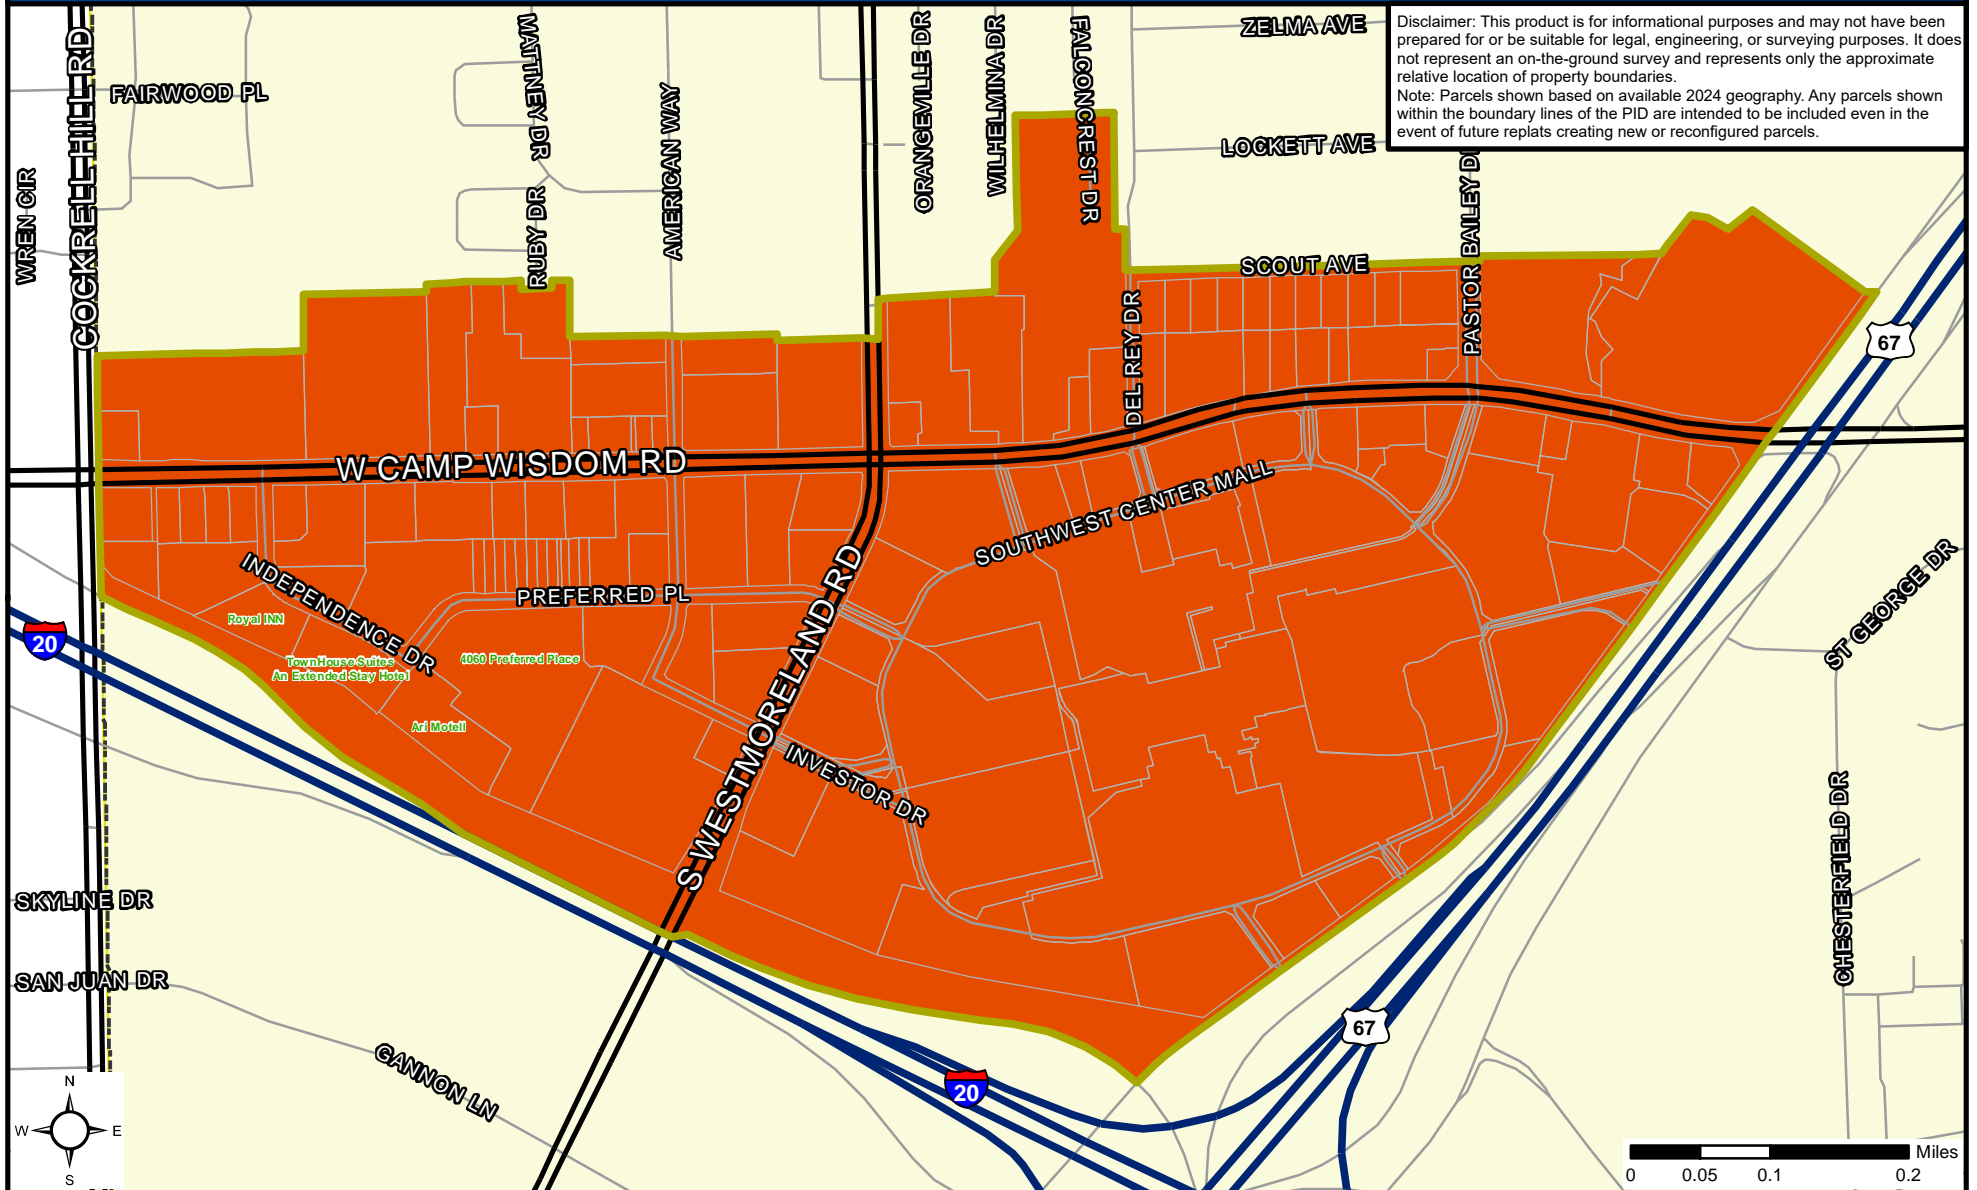 Disclaimer: This product is for informational purposes and may not have been
prepared for or be suitable for legal, engineering, or surveying purposes. It does
not represent an on-the-ground survey and represents only the approximate
relative location of property boundaries.
Note: Parcels shown based on available 2024 geography. Any parcels shown
within the boundary lines of the PID are intended to be included even in the
event of future replats creating new or reconfigured parcels.
ZELMA AVE
LOCKETT AVE
FAIRWOOD PL
COCKRELL HILL RD
WREN CIR
MATTNEY DR
RUBY DR
AMERICAN WAY
ORANGEVILLE DR
WILHELMINA DR
FALCONCREST DR
PASTOR BAILEY D
SCOUT AVE
DEL REY DR
67
W CAMP WISDOM RD
SOUTHWEST CENTER MALL
INDEPENDENCE DR
PREFERRED PL
S WESTMORELAND RD
ST GEORGE DR
Royal INN
20
TownHouse Suites
An Extended Stay Hotel
4060 Preferred Place
Ari Motell
INVESTOR DR
CHESTERFIELD DR
SKYLINE DR
SAN JUAN DR
GANNON LN
67
20
N
W
E
S
Miles
0 0.05 0.1 0.2